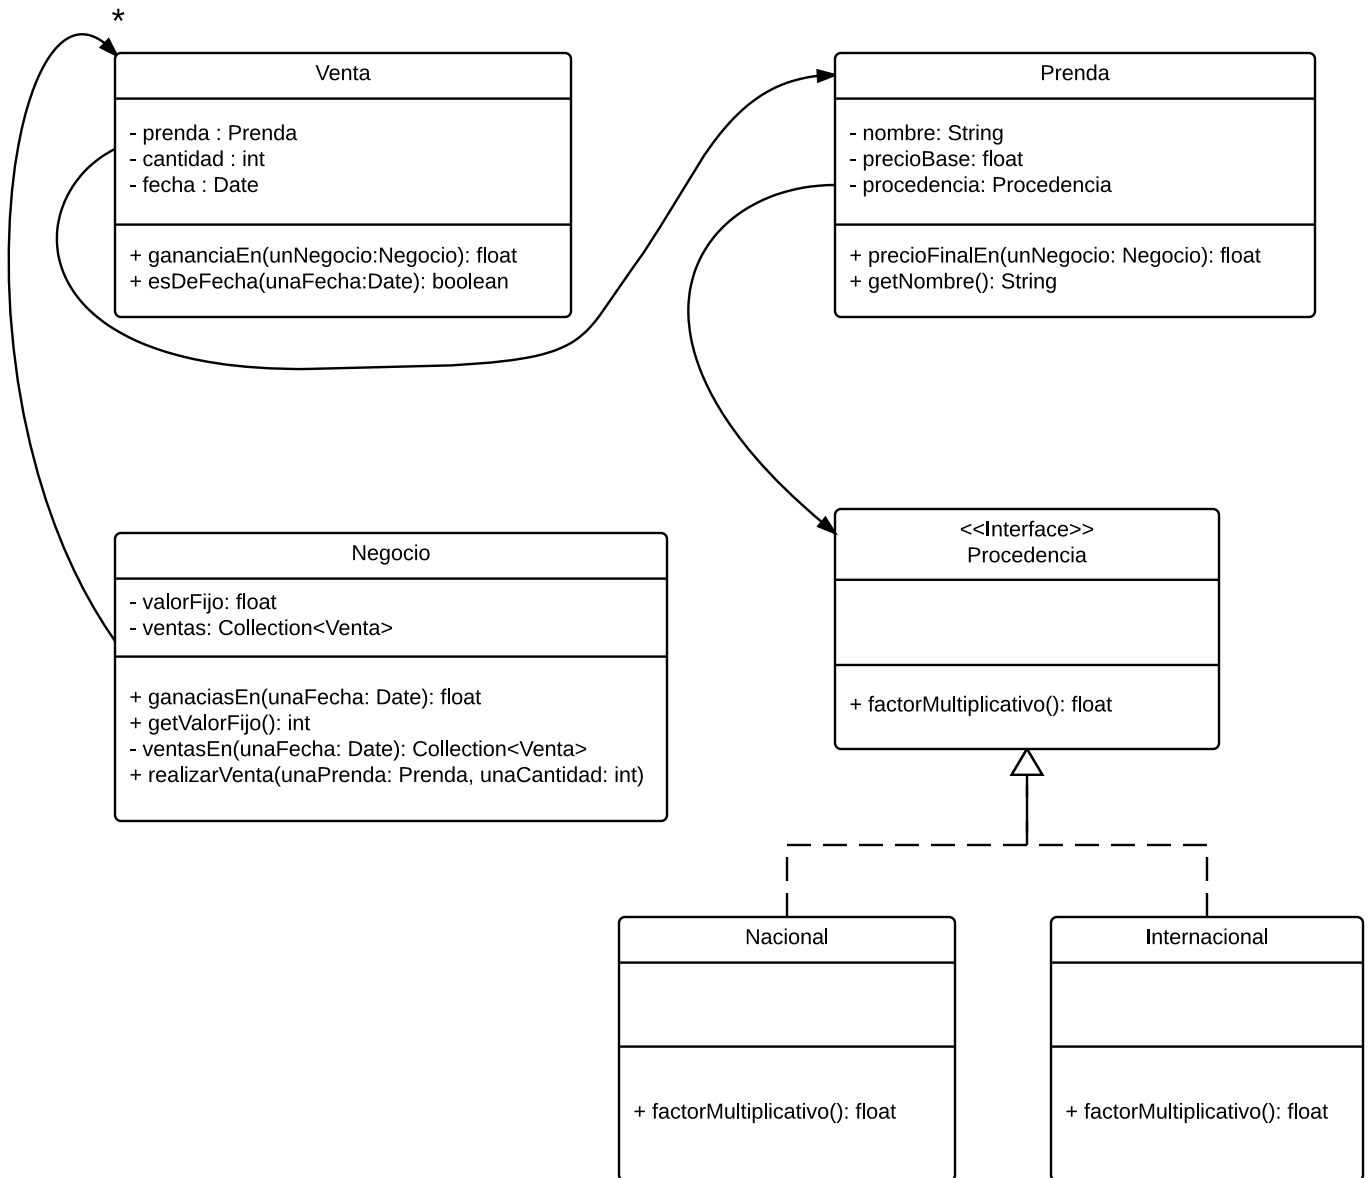 *
Venta
- prenda : Prenda
- cantidad : int
- fecha : Date
+ gananciaEn(unNegocio:Negocio): float
+ esDeFecha(unaFecha:Date): boolean
Prenda
- nombre: String
- precioBase: float
- procedencia: Procedencia
+ precioFinalEn(unNegocio: Negocio): float
+ getNombre(): String
Negocio
- valorFijo: float
- ventas: Collection<Venta>
+ ganaciasEn(unaFecha: Date): float
+ getValorFijo(): int
- ventasEn(unaFecha: Date): Collection<Venta>
+ realizarVenta(unaPrenda: Prenda, unaCantidad: int)
<<Interface>>
Procedencia
+ factorMultiplicativo(): float
Nacional
+ factorMultiplicativo(): float
Internacional
+ factorMultiplicativo(): float